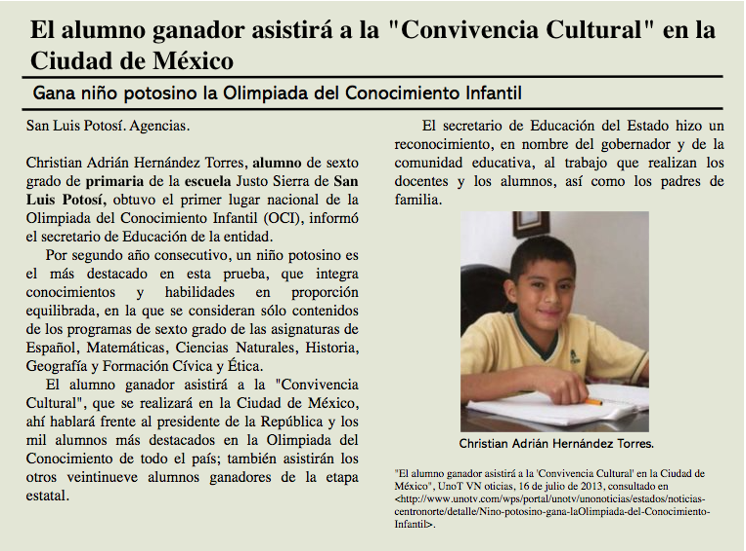 El alumno ganador asistirá a la "Convivencia Cultural" en la
Ciudad de México
Gana niño potosino la Olimpiada del Conocimiento Infantil
San Luis Potosí. Agencias.
Christian Adrián Hernández Torres, alumno de sexto
grado de primaria de la escuela Justo Sierra de San
Luis Potosí, obtuvo el primer lugar nacional de la
Olimpiada del Conocimiento Infantil (OCI), informó
el secretario de Educación de la entidad.
Por segundo año consecutivo, un niño potosino es
el más destacado en esta prueba, que integra
conocimientos y habilidades en proporción
equilibrada, en la que se consideran sólo contenidos
de los programas de sexto grado de las asignaturas de
Español, Matemáticas, Ciencias Naturales, Historia,
Geografía y Formación Cívica y Ética.
El alumno ganador asistirá a la "Convivencia
Cultural", que se realizará en la Ciudad de México,
ahí hablará frente al presidente de la República y los
mil alumnos más destacados en la Olimpiada del
Conocimiento de todo el país; también asistirán los
otros veintinueve alumnos ganadores de la etapa
estatal.
El secretario de Educación del Estado hizo un
reconocimiento, en nombre del gobernador y de la
comunidad educativa, al trabajo que realizan los
docentes y los alumnos, así como los padres de
familia.
Christian Adrián Hernández Torres.
"El alumno ganador asistirá a la 'Convivencia Cultural' en la Ciudad de
México", UnoT VN oticias, 16 de julio de 2013, consultado en
<http://www.unotv.com/wps/portal/unotv/unonoticias/estados/noticias-
centronorte/detalle/Nino-potosino-gana-laOlimpiada-del-Conocimiento-
Infantil>.